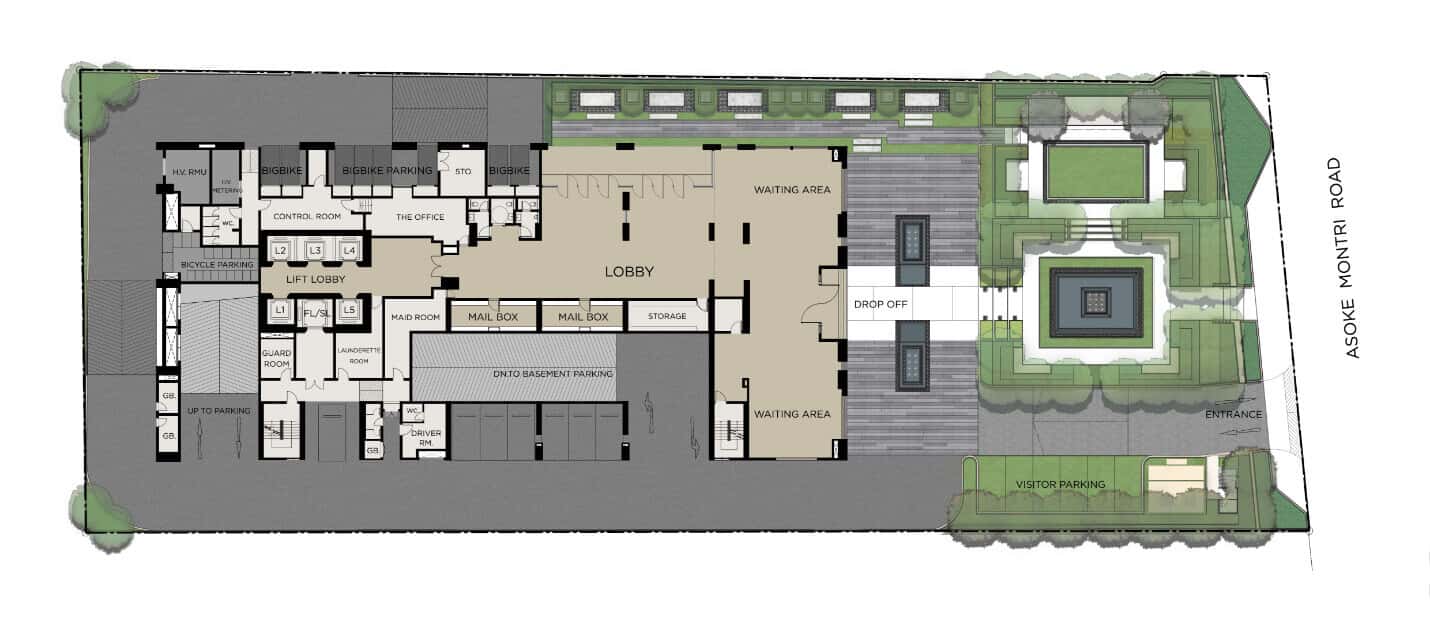 H.V. RMU
LV.
METERING
BIGBIKE
BIGBIKE PARKING
STO.
BIGBIKE
WAITING AREA
WC.
CONTROL ROOM
THE OFFICE
L2
L3
L4
BICYCLE PARKING
LIFT LOBBY
LOBBY
DROP OFF
L1
FL/SL
L5
MAID ROOM
MAIL BOX
MAIL BOX
STORAGE
GUARD
ROOM
LAUNDERETTE
ROOM
DN.TO BASEMENT PARKING
GB.
GB.
UP TO PARKING
WC.
DRIVER
RM.
GB.
WAITING AREA
ENTRANCE
VISITOR PARKING
ASOKE MONTRI ROAD